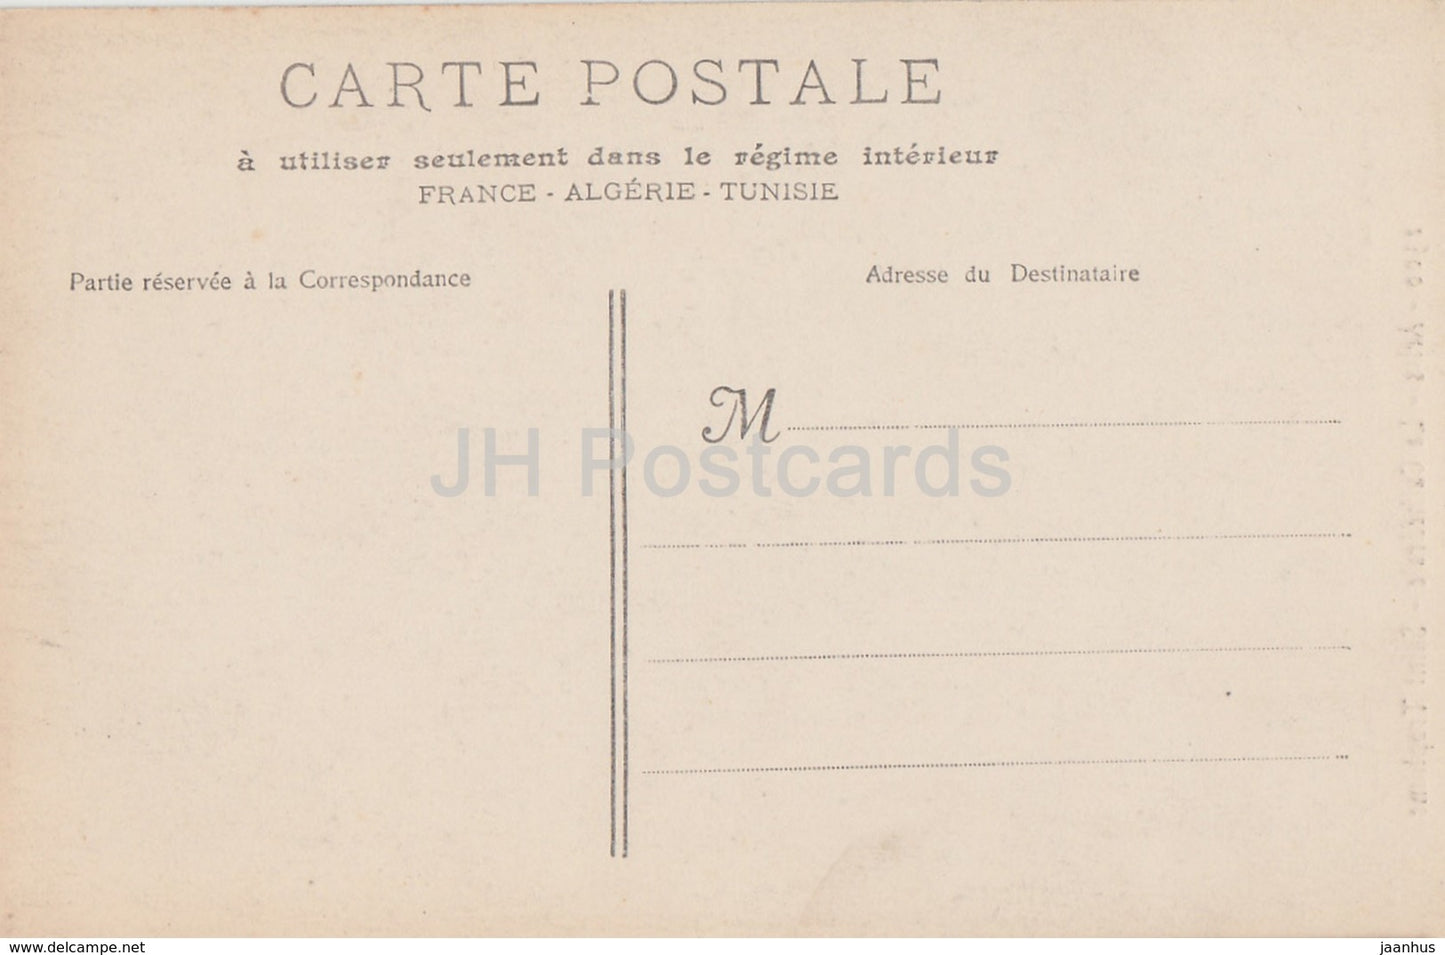 CARTE POSTALE
à utiliser seulement dans le régime intérieur
FRANCE - ALGÉRIE - TUNISIE
Partie réservée à la Correspondance
Adresse du Destinataire
M
JH Postcards
www.delcampe.net
jaanhus